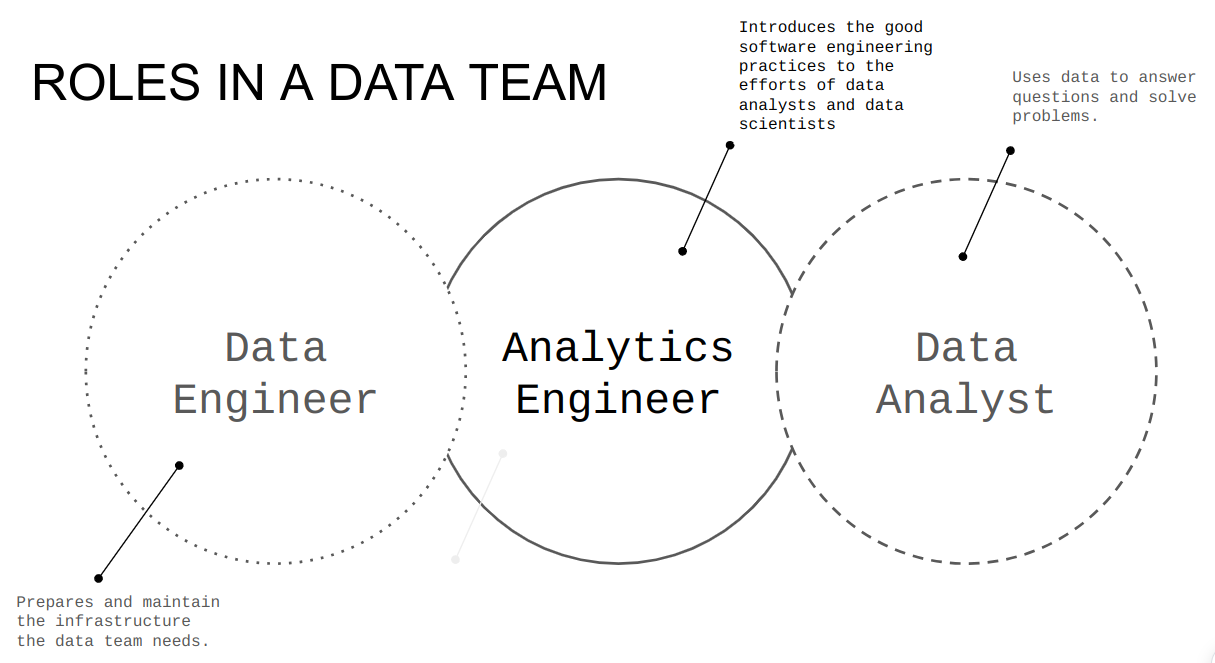 ROLES IN A DATA TEAM
Introduces the good
software engineering
practices to the
efforts of data
analysts and data
scientists
Uses data to answer
questions and solve
problems.
Data
Engineer
Analytics
Engineer
Data
Analyst
Prepares and maintain
the infrastructure
the data team needs.